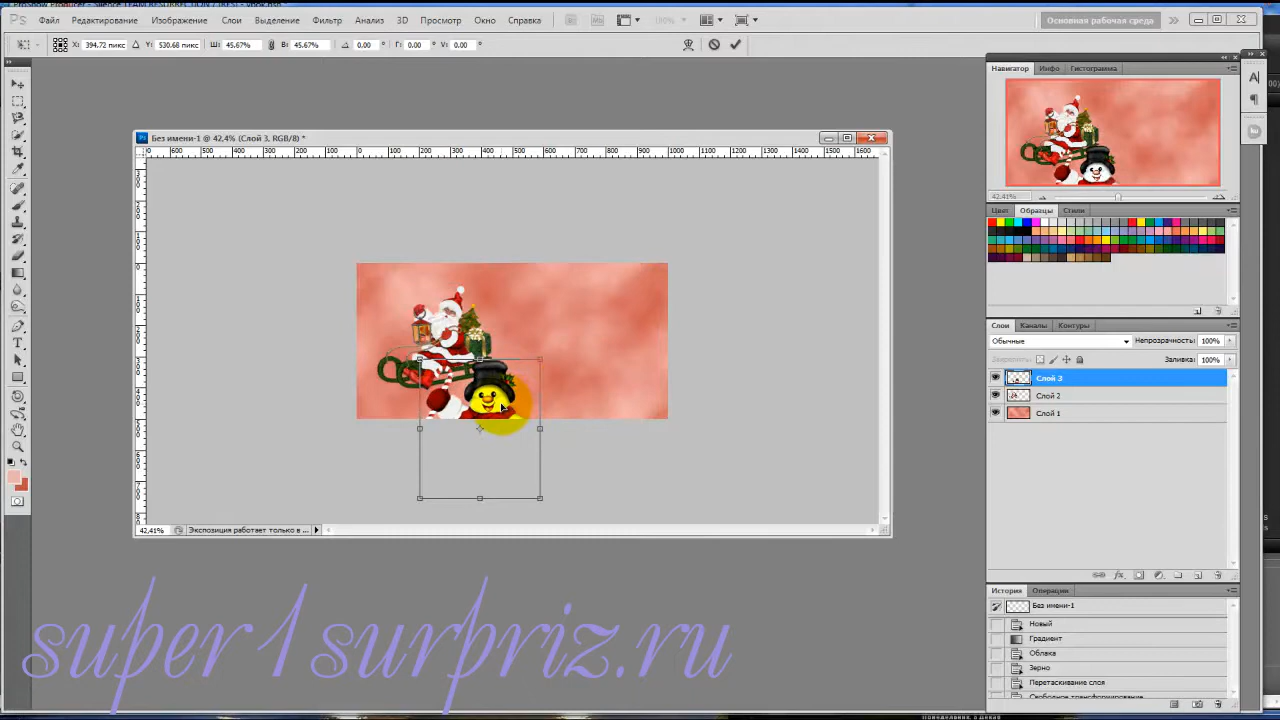 Файл Редактирование Изображение Слои Выделение Фильтр Анализ 3D Просмотр Окно Справка 100% Основная рабочая среда
X: 394.72 пикс Y: 530.68 пикс Ш: 45.67% В: 45.67% 0.00 ° Г: 0.00 ° V: 0.00 °
Навигатор Инфо Гистограмма
Без имени-1 @ 42,4% (Слой 3, RGB/8) *
42.41%
Цвет Образцы Стили
Слои Каналы Контуры
Обычные Непрозрачность: 100%
Закрепить: Заливка: 100%
Слой 3
Слой 2
Слой 1
42,41% Экспозиция работает только в ...
История Операции
Без имени-1
Новый
Градиент
Облака
Зерно
Перетаскивание слоя
Свободное трансформирование
super1surpriz.ru